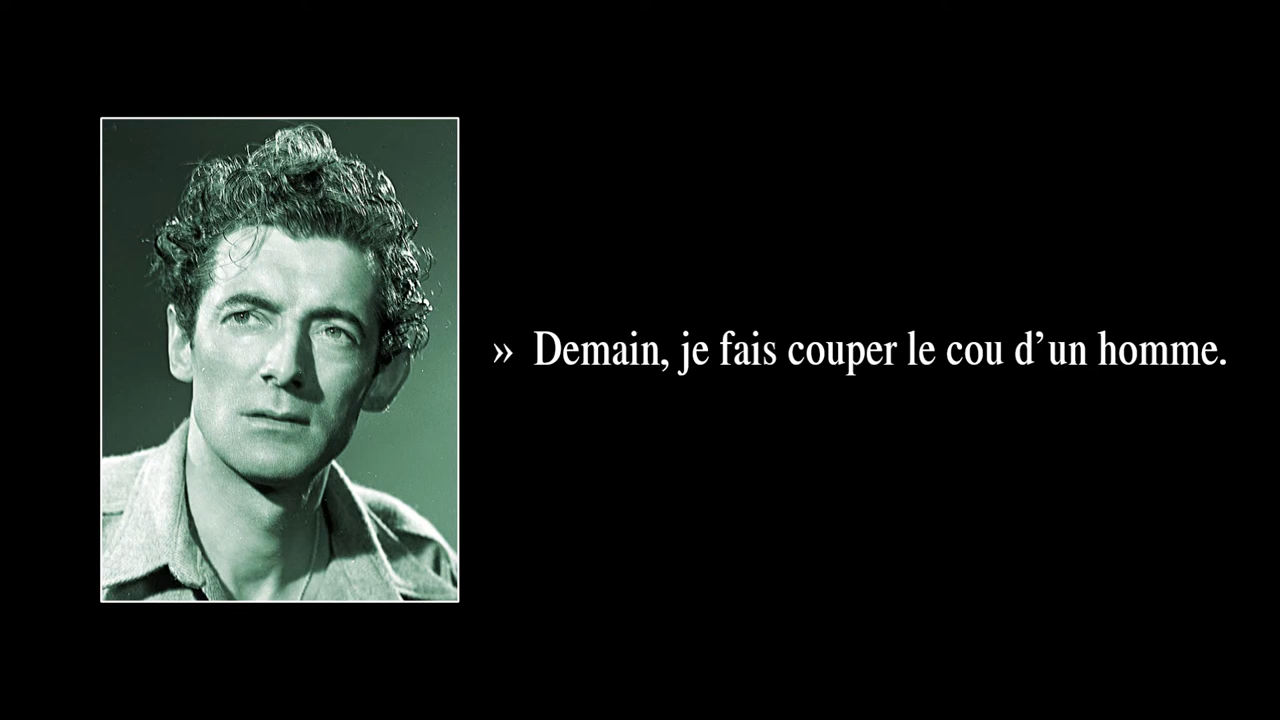 »  Demain, je fais couper le cou d’un homme.